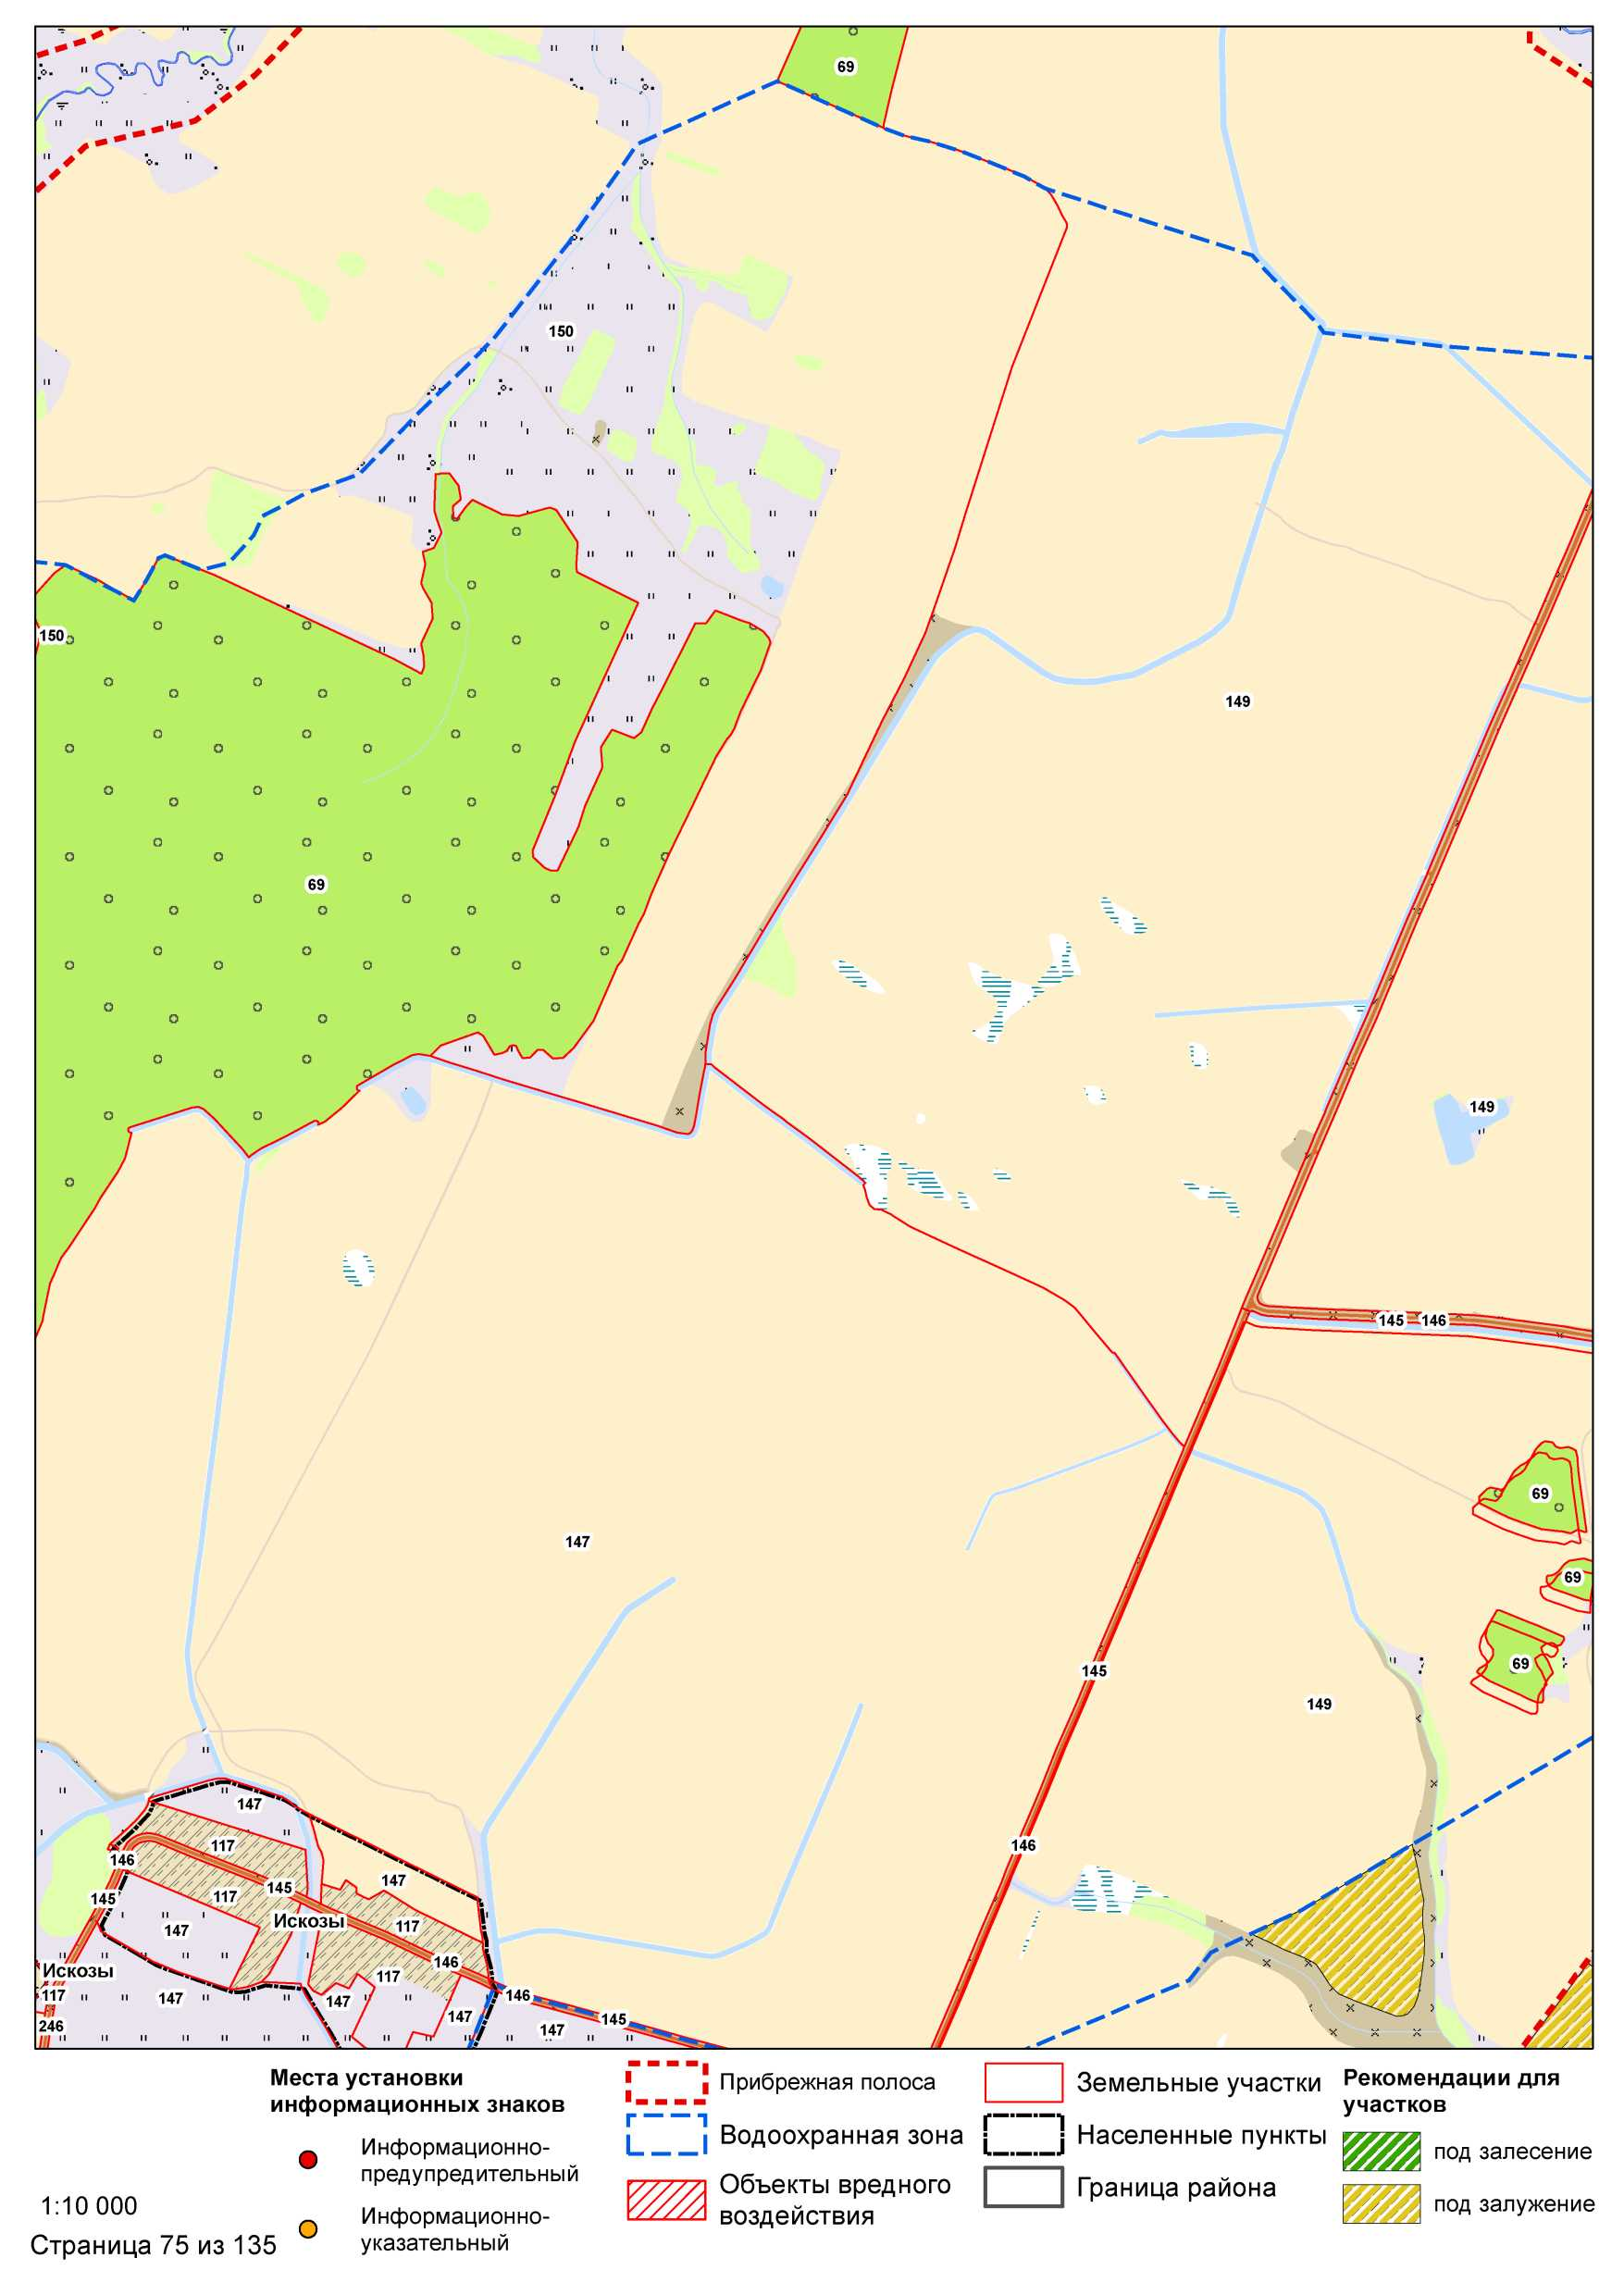 69
150
150
149
69
149
145 146
69
147
69
69
145
149
147
117
147
146
146
145
117
145
147
Искозы
117
146
Искозы
117
117
147
147
147
146
145
147
246
Места установки
информационных знаков
Информационно-
предупредительный
Информационно-
указательный
1:10 000
Страница 75 из 135
Прибрежная полоса
Водоохранная зона
Объекты вредного
воздействия
Земельные участки
Населенные пункты
Граница района
Рекомендации для
участков
под залесение
под залужение